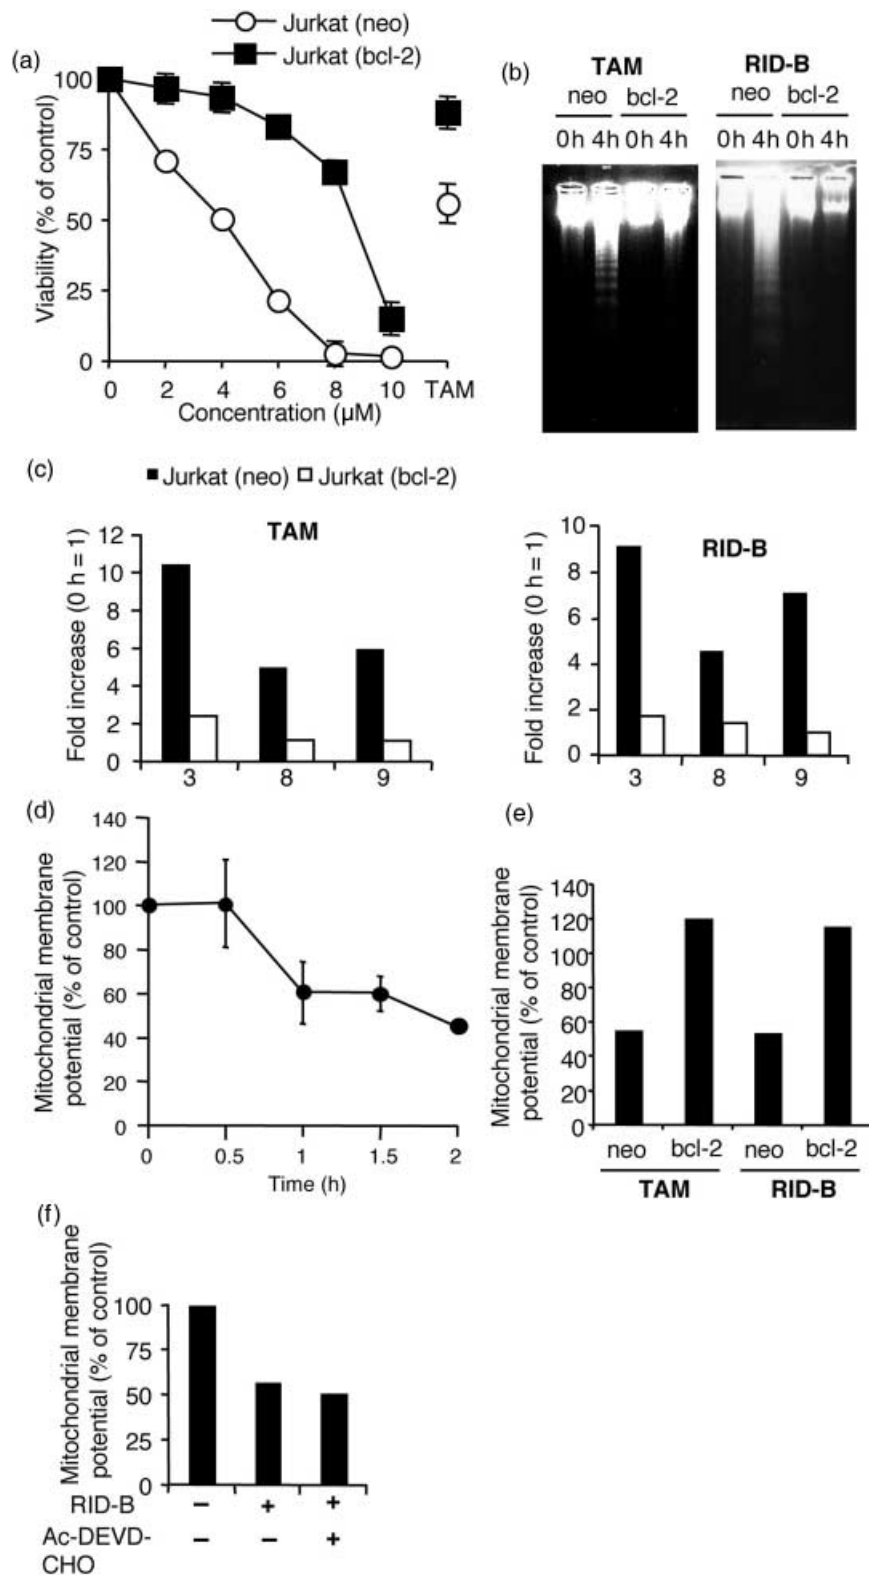 Jurkat (neo)
Jurkat (bcl-2)
(a)
Viability (% of control)
100
75
50
25
0
0 2 4 6 8 10 TAM
Concentration (µM)
(b)
TAM RID-B
neo bcl-2 neo bcl-2
0h 4h 0h 4h 0h 4h 0h 4h
(c)
Jurkat (neo) Jurkat (bcl-2)
TAM
Fold increase (0 h = 1)
12
10
8
6
4
2
0
3 8 9
RID-B
Fold increase (0 h = 1)
10
8
6
4
2
0
3 8 9
(d)
Mitochondrial membrane
potential (% of control)
140
120
100
80
60
40
20
0
0 0.5 1 1.5 2
Time (h)
(e)
Mitochondrial membrane
potential (% of control)
140
120
100
80
60
40
20
0
neo bcl-2 neo bcl-2
TAM RID-B
(f)
Mitochondrial membrane
potential (% of control)
100
75
50
25
0
RID-B − + +
Ac-DEVD- − − +
CHO